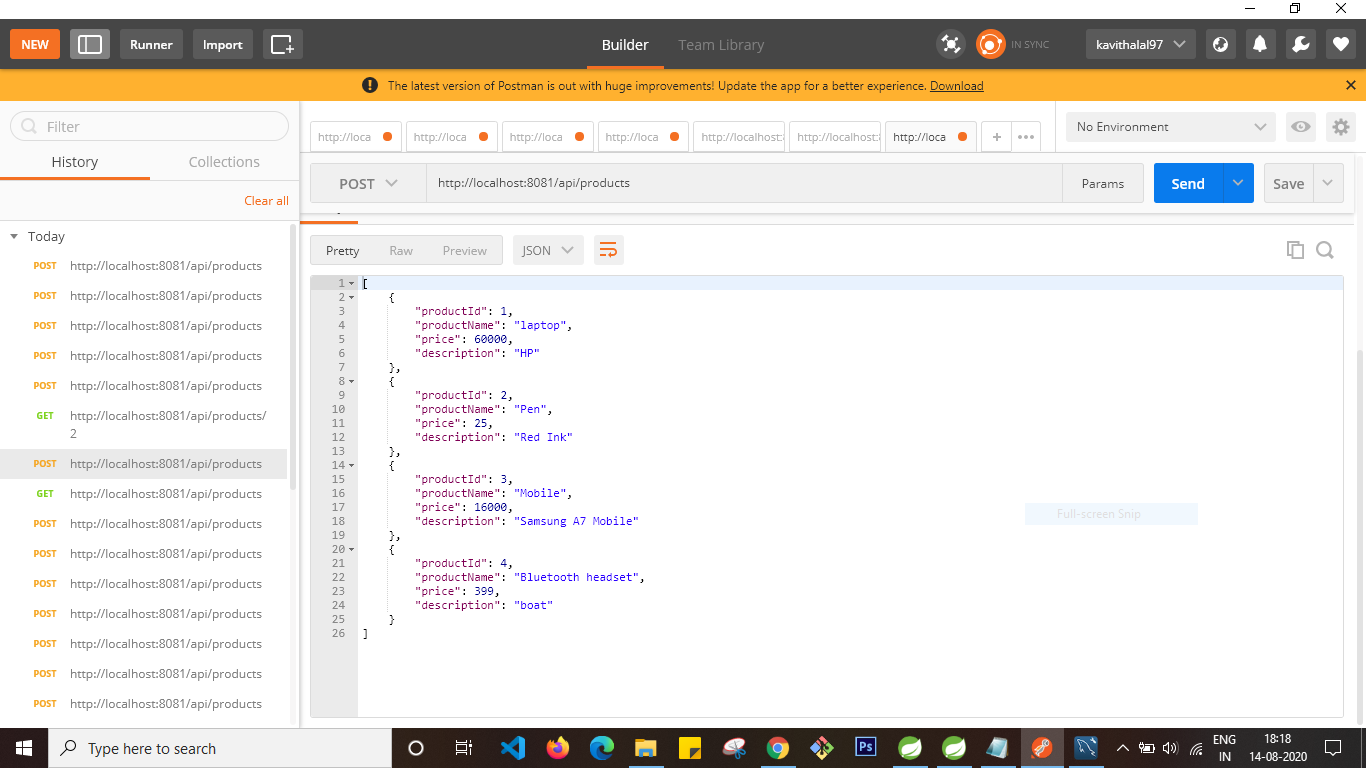 NEW
Runner
Import
Builder
Team Library
IN SYNC
kavithalal97
The latest version of Postman is out with huge improvements! Update the app for a better experience. Download
Filter
History
Collections
Clear all
Today
POST http://localhost:8081/api/products
POST http://localhost:8081/api/products
POST http://localhost:8081/api/products
POST http://localhost:8081/api/products
POST http://localhost:8081/api/products
GET http://localhost:8081/api/products/
2
POST http://localhost:8081/api/products
GET http://localhost:8081/api/products
POST http://localhost:8081/api/products
POST http://localhost:8081/api/products
POST http://localhost:8081/api/products
POST http://localhost:8081/api/products
POST http://localhost:8081/api/products
POST http://localhost:8081/api/products
POST http://localhost:8081/api/products
http://loca
http://loca
http://loca
http://loca
http://localhost:
http://localhost:
http://loca
No Environment
POST
http://localhost:8081/api/products
Params
Send
Save
Pretty
Raw
Preview
JSON
1 [
2 {
3 "productId": 1,
4 "productName": "laptop",
5 "price": 60000,
6 "description": "HP"
7 },
8 {
9 "productId": 2,
10 "productName": "Pen",
11 "price": 25,
12 "description": "Red Ink"
13 },
14 {
15 "productId": 3,
16 "productName": "Mobile",
17 "price": 16000,
18 "description": "Samsung A7 Mobile"
19 },
20 {
21 "productId": 4,
22 "productName": "Bluetooth headset",
23 "price": 399,
24 "description": "boat"
25 }
26 ]
Full-screen Snip
Type here to search
Ps
ENG
IN
18:18
14-08-2020